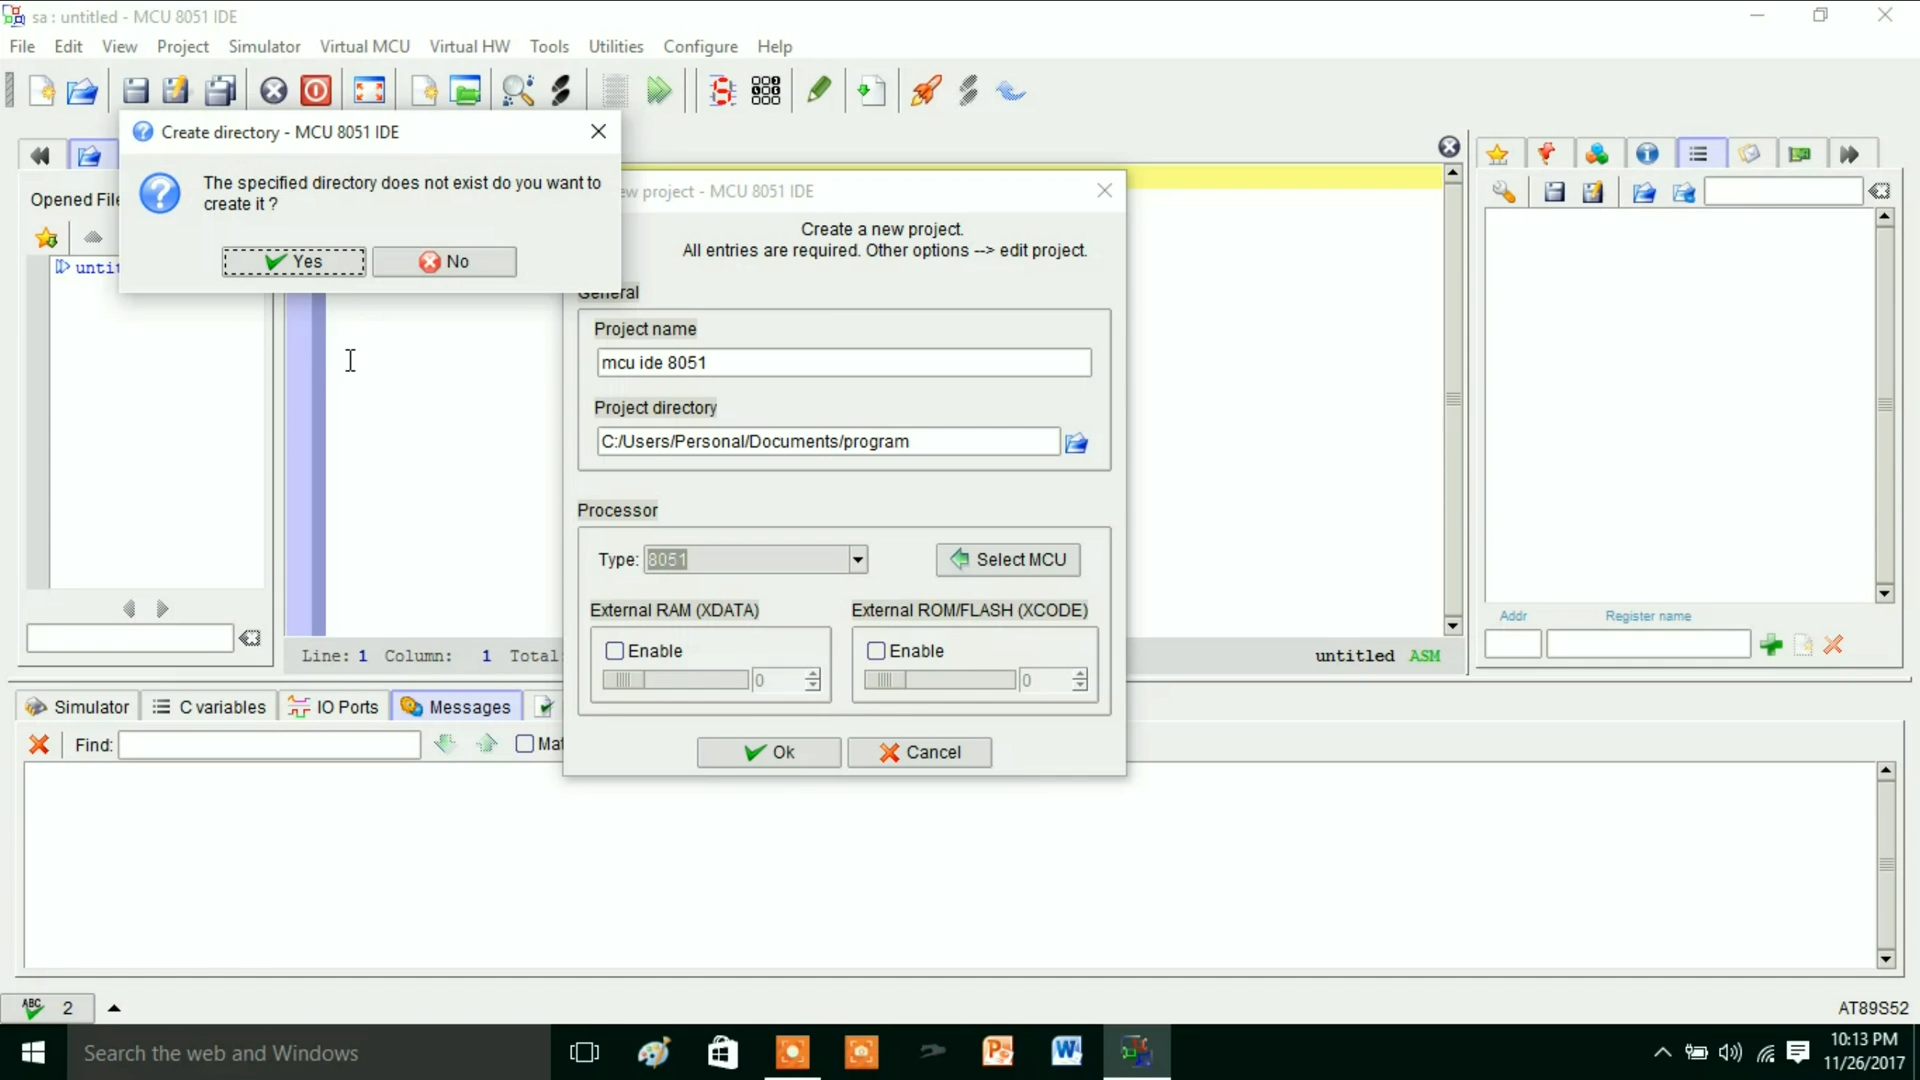 sa : untitled - MCU 8051 IDE
File Edit View Project Simulator Virtual MCU Virtual HW Tools Utilities Configure Help
Create directory - MCU 8051 IDE
The specified directory does not exist do you want to
create it ?
Yes No
Opened File
untit
ew project - MCU 8051 IDE
Create a new project.
All entries are required. Other options --> edit project.
General
Project name
mcu ide 8051
Project directory
C:/Users/Personal/Documents/program
Processor
Type: 8051 Select MCU
External RAM (XDATA) External ROM/FLASH (XCODE)
Enable Enable
0 0
Ok Cancel
Line: 1 Column: 1 Total: untitled ASM
Addr Register name
Simulator C variables IO Ports Messages
Find: Mat
ABC 2 AT89S52
Search the web and Windows
10:13 PM
11/26/2017